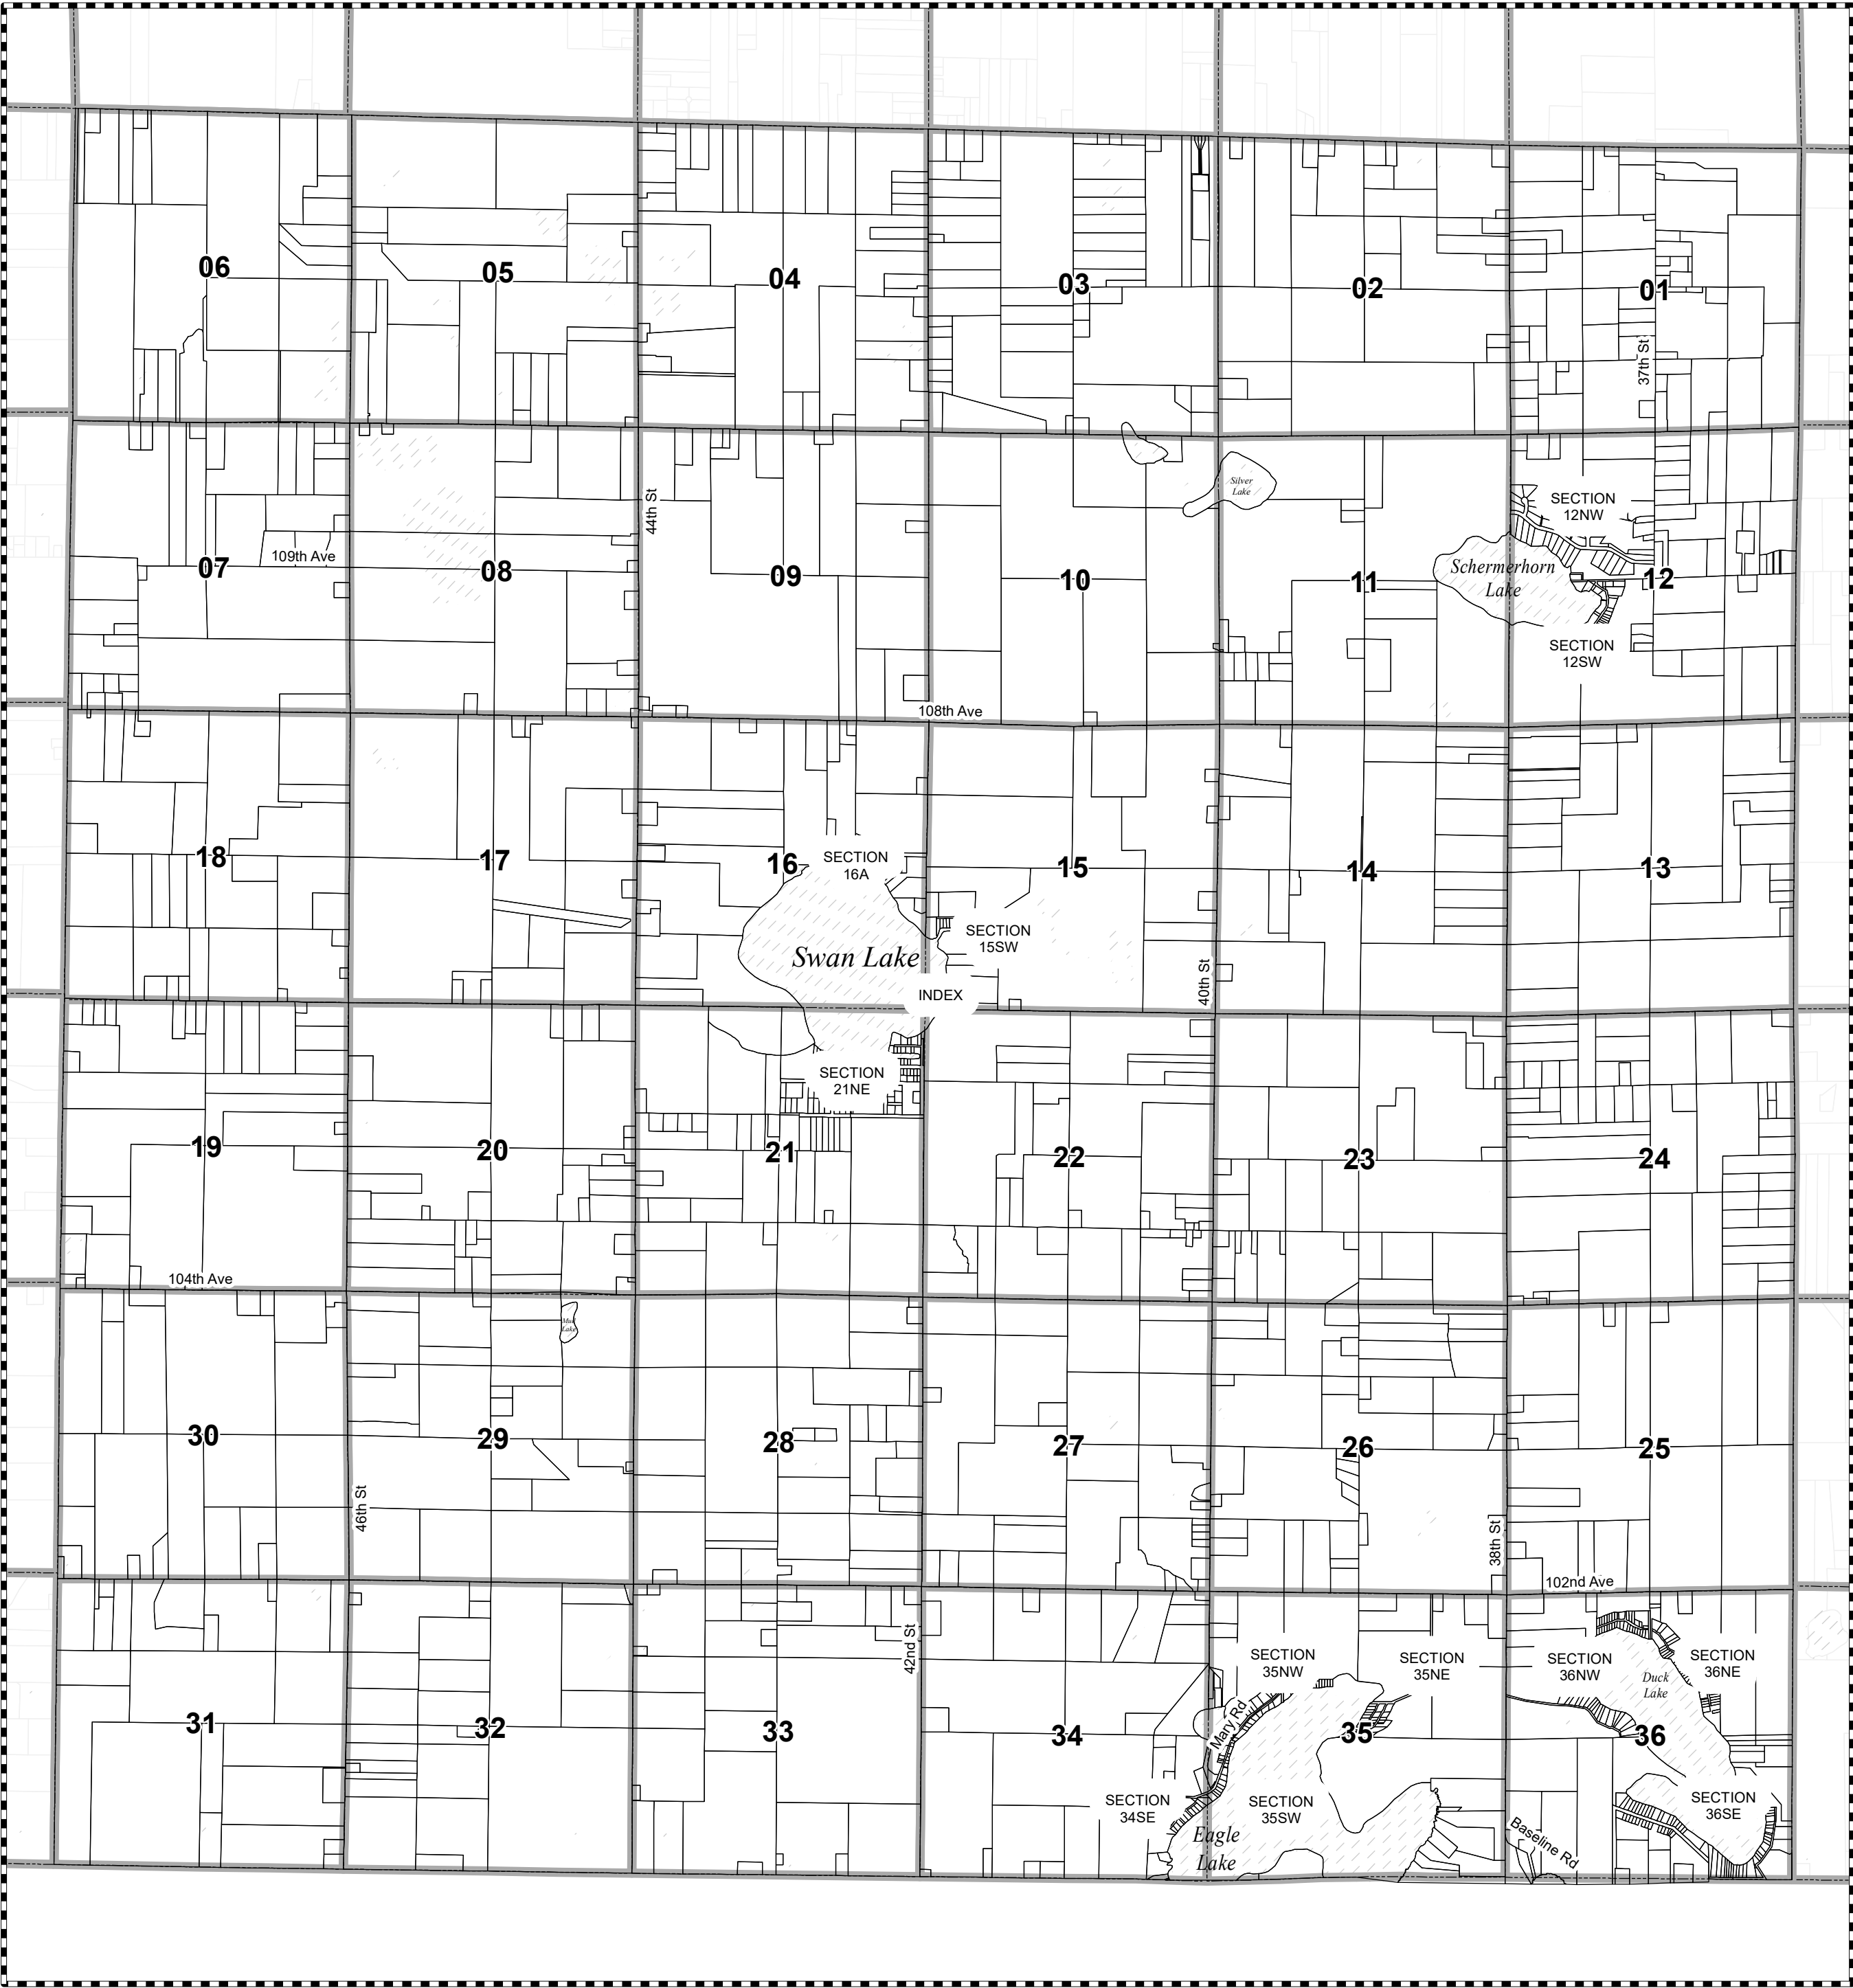 06
05
04
03
02
01
37th St
44th St
Silver
Lake
SECTION
12NW
109th Ave
07
08
09
10
11
Schermerhorn
Lake
12
SECTION
12SW
108th Ave
18
17
16
SECTION
16A
15
14
13
SECTION
15SW
Swan Lake
40th St
INDEX
SECTION
21NE
19
20
21
22
23
24
104th Ave
Mud
Lake
30
29
28
27
26
25
46th St
38th St
102nd Ave
42nd St
SECTION
35NW
SECTION
35NE
SECTION
36NW
Duck
Lake
SECTION
36NE
31
32
33
34
Mary Rd
35
36
SECTION
34SE
SECTION
35SW
SECTION
36SE
Eagle
Lake
Baseline Rd